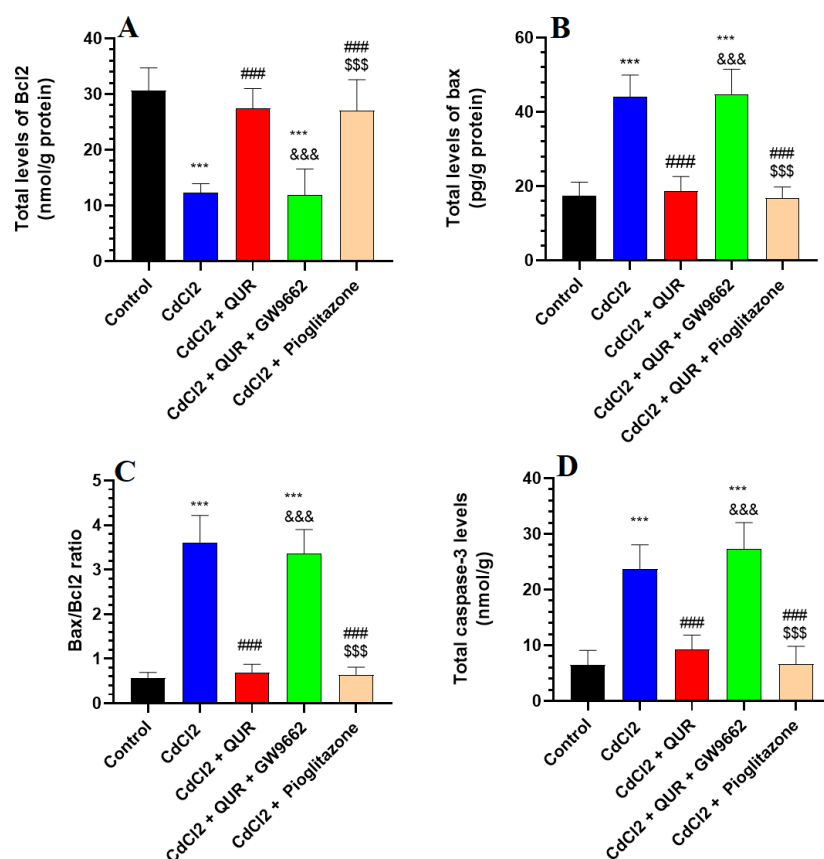 A
Total levels of Bcl2
(nmol/g protein)
40
30
20
10
0
***
###
***
&&&
###
$$$
Control
CdCl2
CdCl2 + QUR
CdCl2 + QUR + GW9662
CdCl2 + Pioglitazone
B
Total levels of bax
(pg/g protein)
60
40
20
0
***
###
***
&&&
###
$$$
Control
CdCl2
CdCl2 + QUR
CdCl2 + QUR + GW9662
CdCl2 + QUR + Pioglitazone
C
Bax/Bcl2 ratio
5
4
3
2
1
0
***
###
***
&&&
###
$$$
Control
CdCl2
CdCl2 + QUR
CdCl2 + QUR + GW9662
CdCl2 + Pioglitazone
D
Total caspase-3 levels
(nmol/g)
40
30
20
10
0
***
###
***
&&&
###
$$$
Control
CdCl2
CdCl2 + QUR
CdCl2 + QUR + GW9662
CdCl2 + Pioglitazone